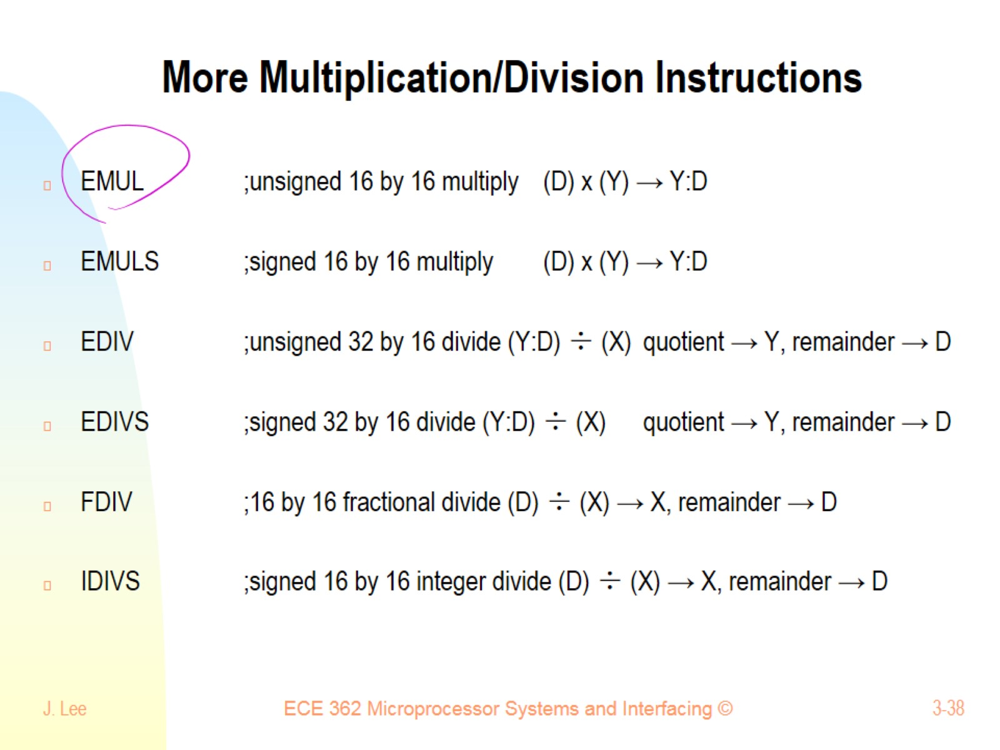 More Multiplication/Division Instructions
EMUL ;unsigned 16 by 16 multiply (D) x (Y) → Y:D
EMULS ;signed 16 by 16 multiply (D) x (Y) → Y:D
EDIV ;unsigned 32 by 16 divide (Y:D) ÷ (X) quotient → Y, remainder → D
EDIVS ;signed 32 by 16 divide (Y:D) ÷ (X) quotient → Y, remainder → D
FDIV ;16 by 16 fractional divide (D) ÷ (X) → X, remainder → D
IDIVS ;signed 16 by 16 integer divide (D) ÷ (X) → X, remainder → D
J. Lee ECE 362 Microprocessor Systems and Interfacing © 3-38